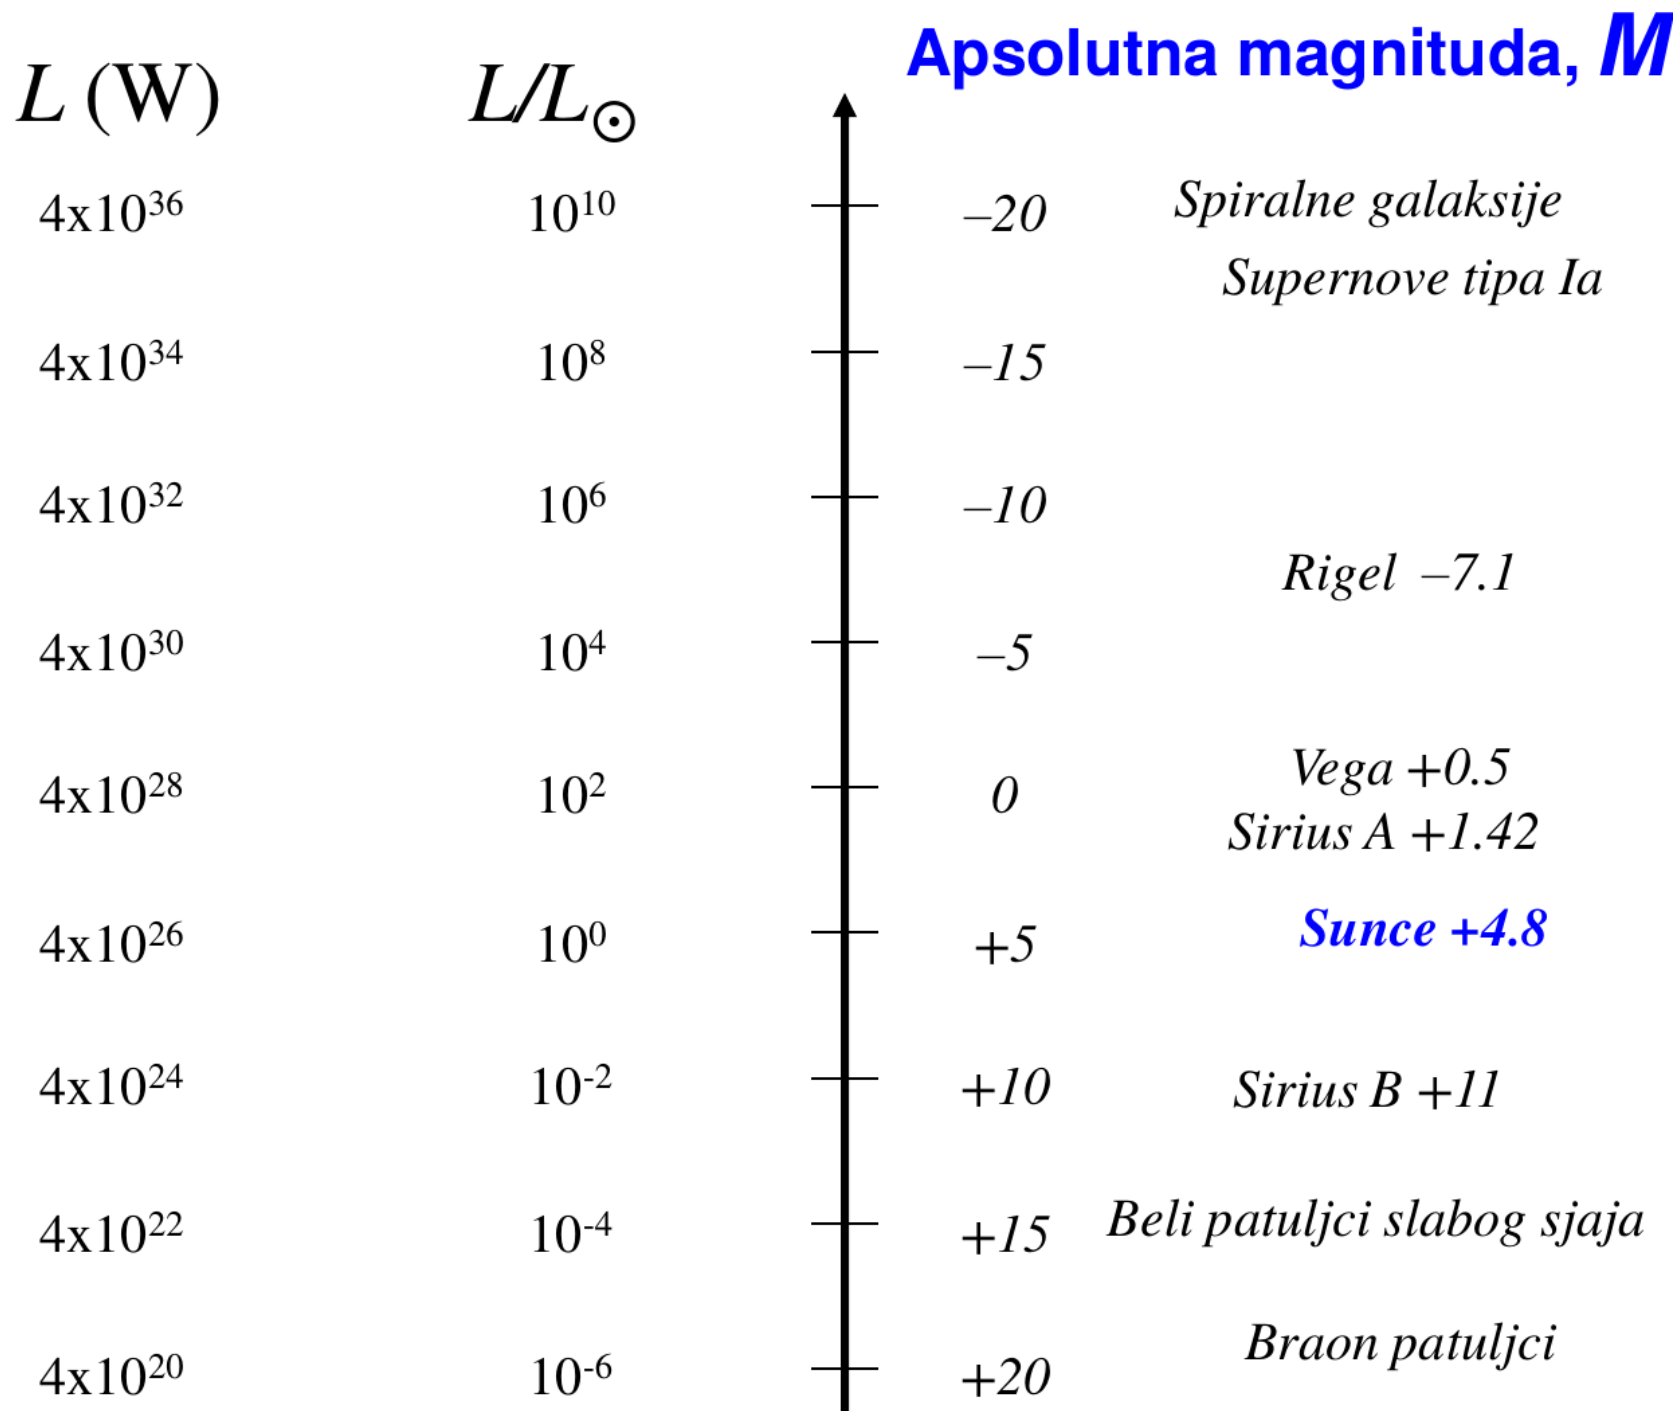 Apsolutna magnituda, M
L (W) L/L☉
4x10³⁶ 10¹⁰ –20 Spiralne galaksije
Supernove tipa Ia
4x10³⁴ 10⁸ –15
4x10³² 10⁶ –10
Rigel –7.1
4x10³⁰ 10⁴ –5
Vega +0.5
4x10²⁸ 10² 0
Sirius A +1.42
Sunce +4.8
4x10²⁶ 10⁰ +5
4x10²⁴ 10⁻² +10 Sirius B +11
4x10²² 10⁻⁴ +15 Beli patuljci slabog sjaja
Braon patuljci
4x10²⁰ 10⁻⁶ +20